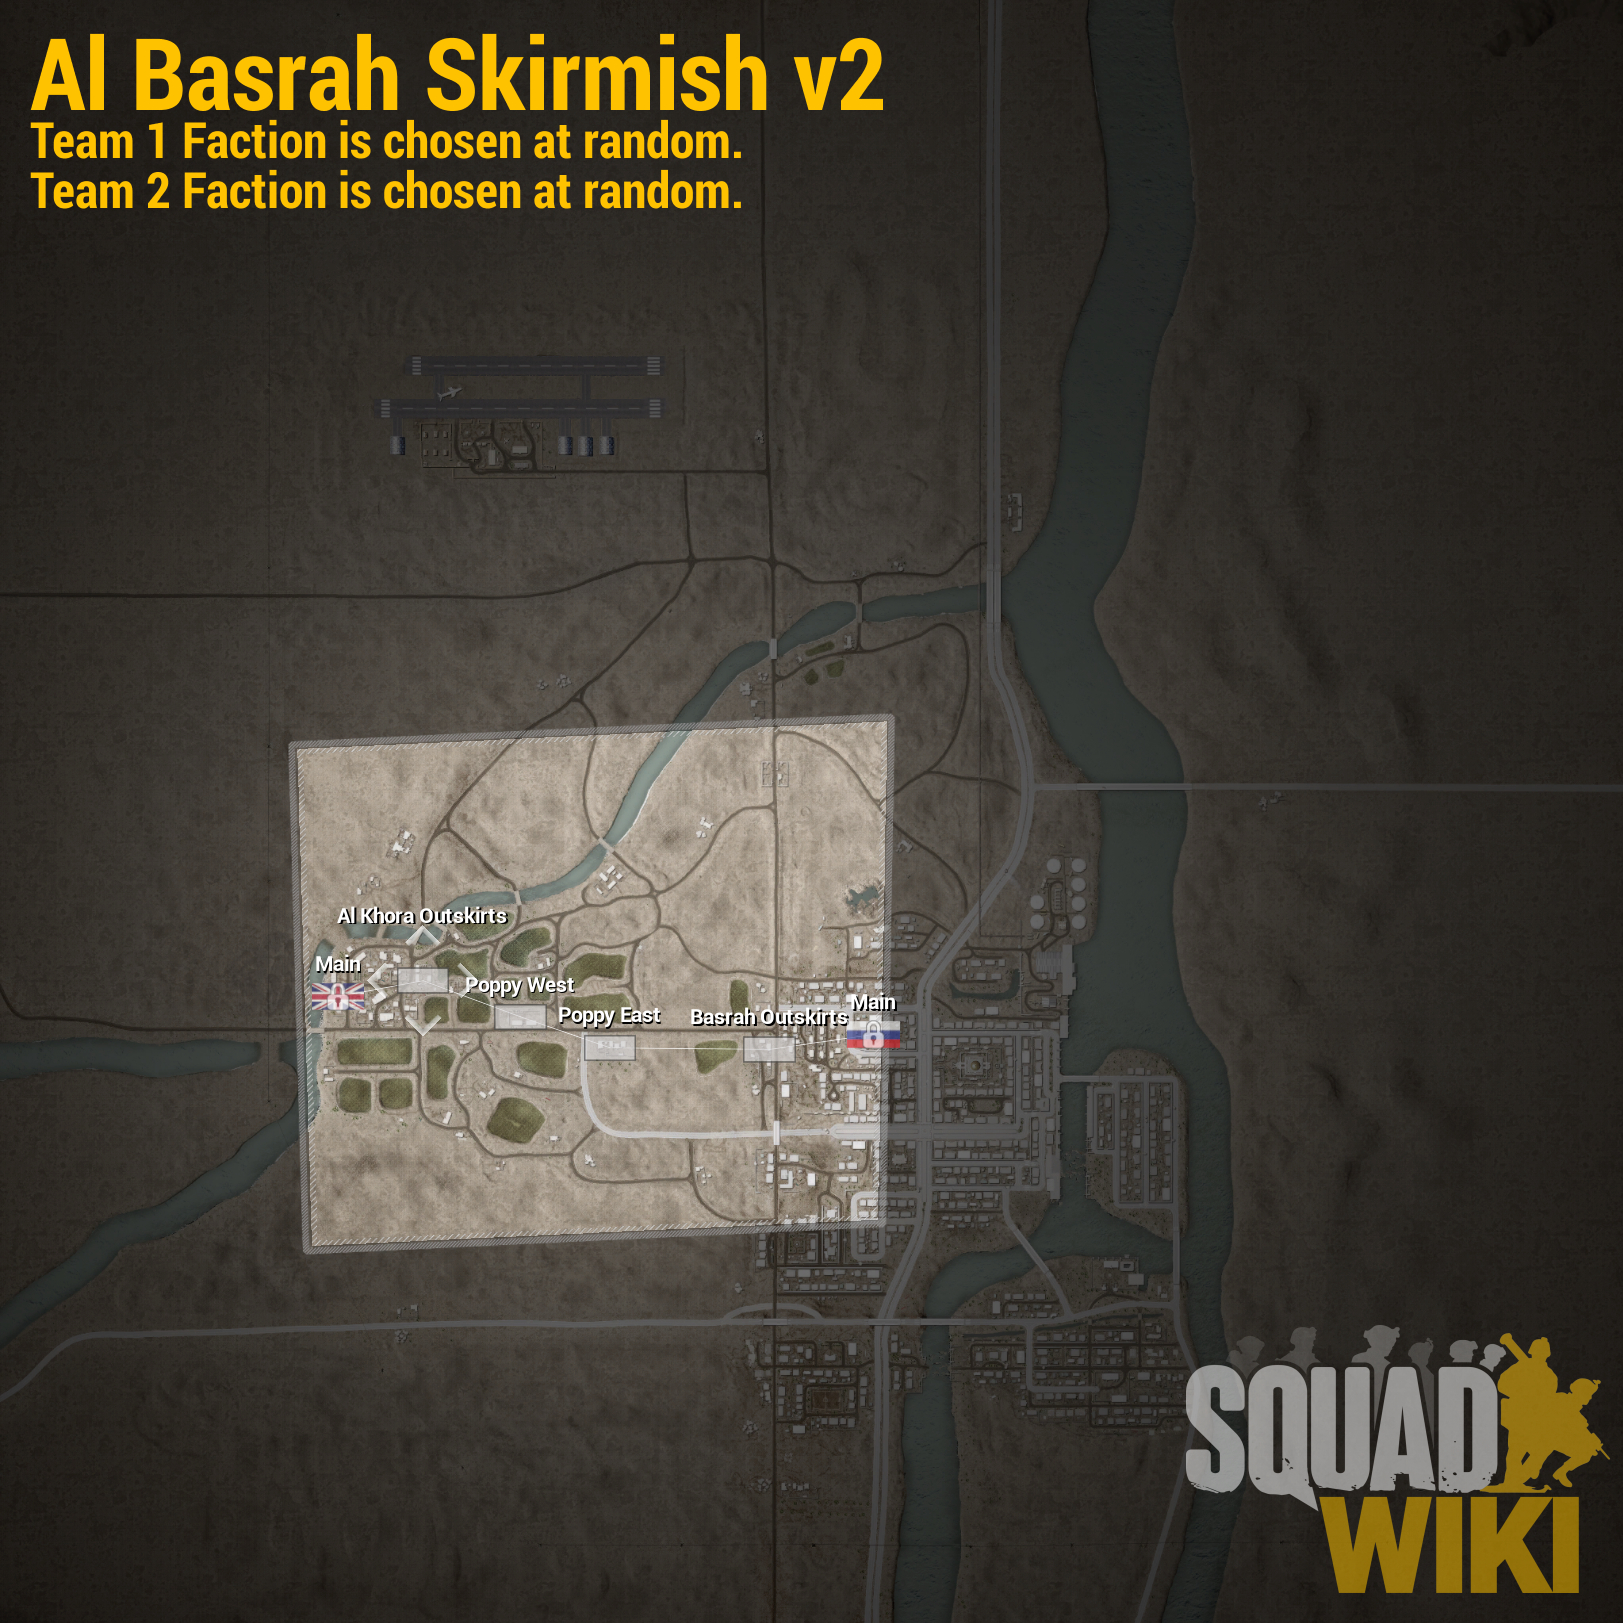 Al Basrah Skirmish v2
Team 1 Faction is chosen at random.
Team 2 Faction is chosen at random.
Al Khora Outskirts
Main
Poppy West
Poppy East
Basrah Outskirts
Main
SQUAD
WIKI